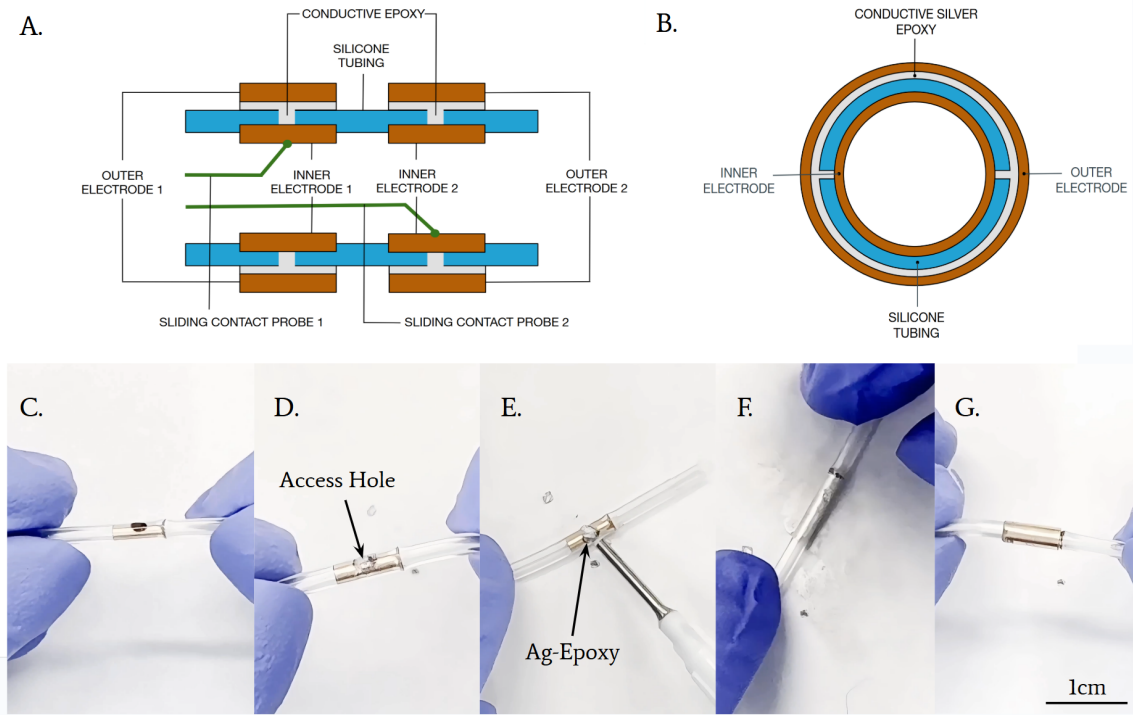 A.
CONDUCTIVE EPOXY
SILICONE
TUBING
OUTER
ELECTRODE 1
INNER
ELECTRODE 1
INNER
ELECTRODE 2
OUTER
ELECTRODE 2
SLIDING CONTACT PROBE 1
SLIDING CONTACT PROBE 2
B.
CONDUCTIVE SILVER
EPOXY
INNER
ELECTRODE
OUTER
ELECTRODE
SILICONE
TUBING
C.
D.
Access Hole
E.
Ag-Epoxy
F.
G.
1cm